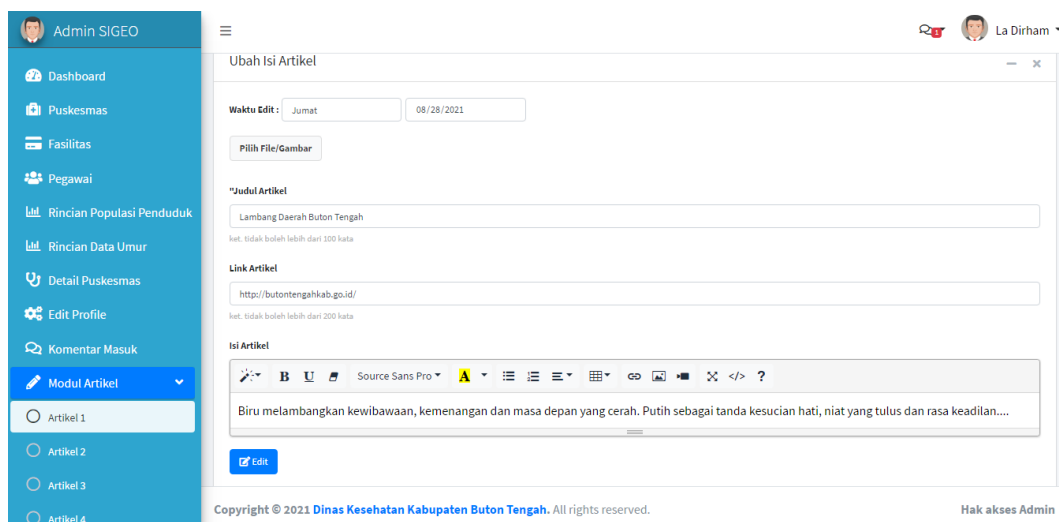 Admin SIGEO
Dashboard
Puskesmas
Fasilitas
Pegawai
Rincian Populasi Penduduk
Rincian Data Umur
Detail Puskesmas
Edit Profile
Komentar Masuk
Modul Artikel
Artikel 1
Artikel 2
Artikel 3
Artikel 4
1
La Dirham
Ubah Isi Artikel
Waktu Edit : Jumat 08/28/2021
Pilih File/Gambar
"Judul Artikel
Lambang Daerah Buton Tengah
ket. tidak boleh lebih dari 100 kata
Link Artikel
http://butontengahkab.go.id/
ket. tidak boleh lebih dari 200 kata
Isi Artikel
B U Source Sans Pro A </> ?
Biru melambangkan kewibawaan, kemenangan dan masa depan yang cerah. Putih sebagai tanda kesucian hati, niat yang tulus dan rasa keadilan....
Edit
Copyright © 2021 Dinas Kesehatan Kabupaten Buton Tengah. All rights reserved.
Hak akses Admin